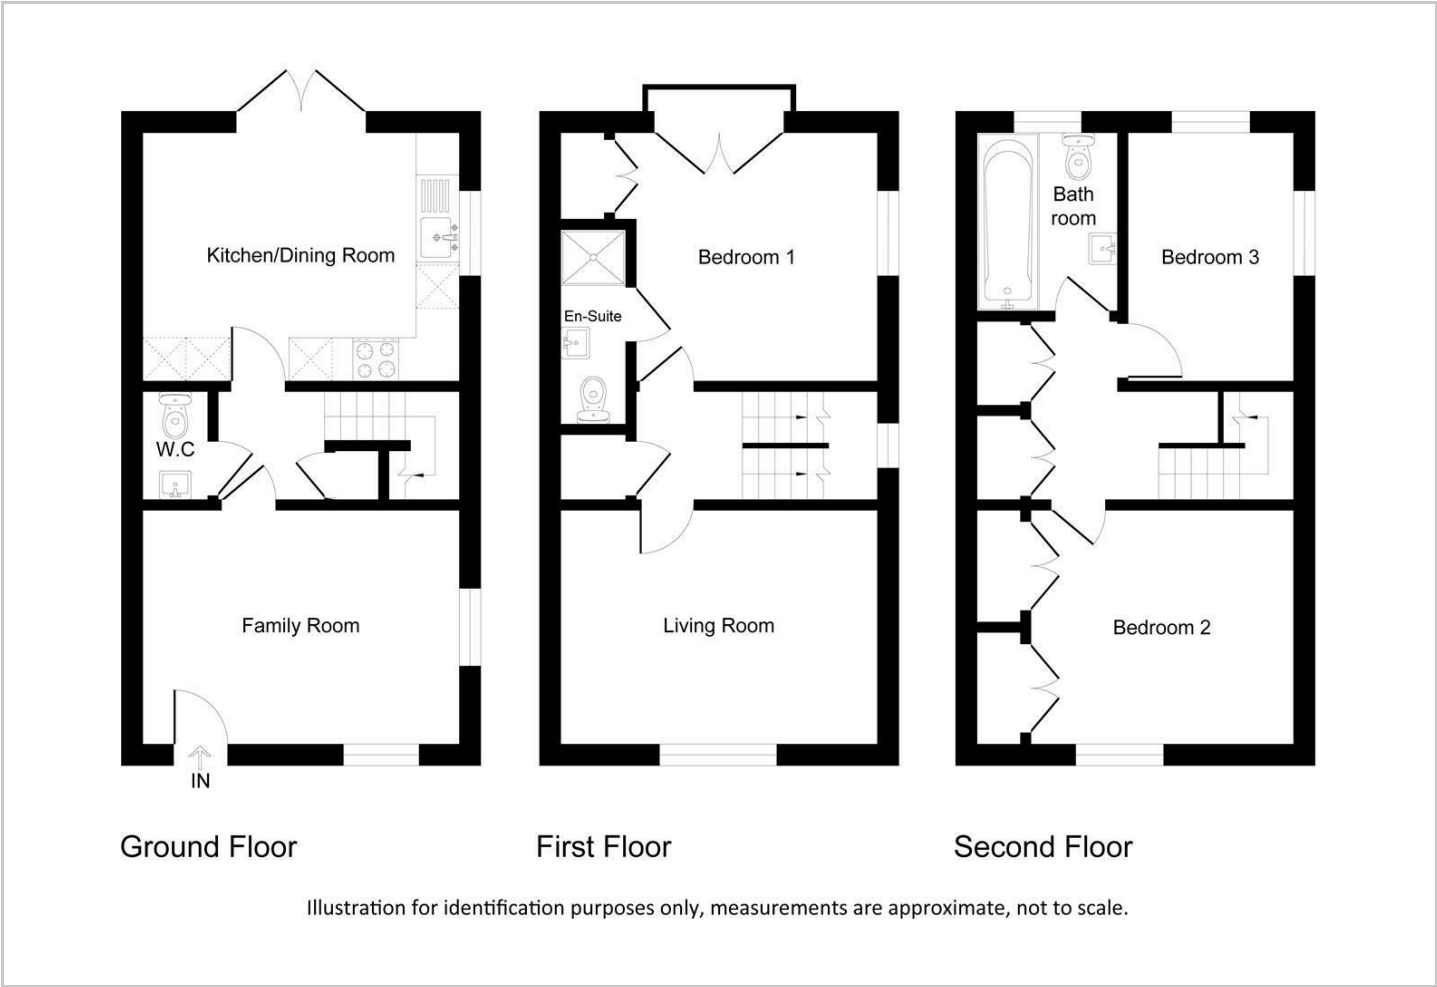 Kitchen/Dining Room
W.C
Family Room
IN
Ground Floor
Bedroom 1
En-Suite
Living Room
First Floor
Bath
room
Bedroom 3
Bedroom 2
Second Floor
Illustration for identification purposes only, measurements are approximate, not to scale.